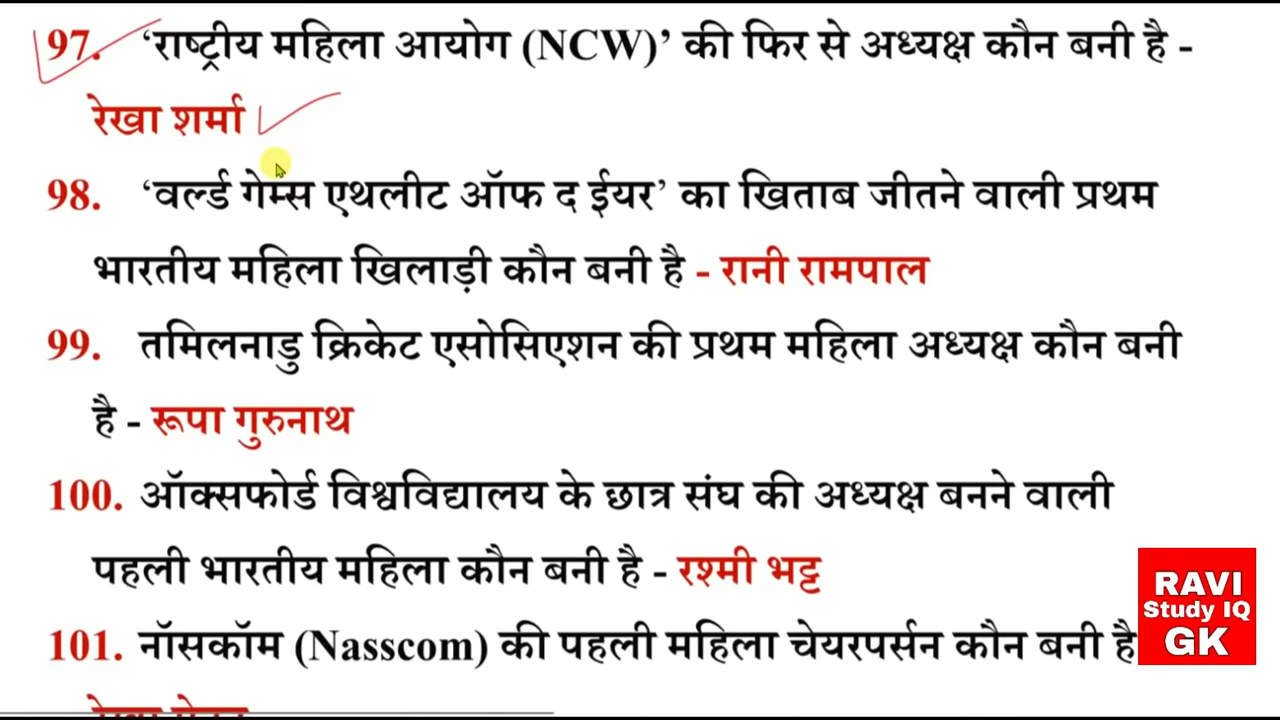 97. ‘राष्ट्रीय महिला आयोग (NCW)’ की फिर से अध्यक्ष कौन बनी है -
रेखा शर्मा
98. ‘वर्ल्ड गेम्स एथलीट ऑफ द ईयर’ का खिताब जीतने वाली प्रथम
भारतीय महिला खिलाड़ी कौन बनी है - रानी रामपाल
99. तमिलनाडु क्रिकेट एसोसिएशन की प्रथम महिला अध्यक्ष कौन बनी
है - रूपा गुरुनाथ
100. ऑक्सफोर्ड विश्वविद्यालय के छात्र संघ की अध्यक्ष बनने वाली
पहली भारतीय महिला कौन बनी है - रश्मी भट्ट
101. नॉसकॉम (Nasscom) की पहली महिला चेयरपर्सन कौन बनी है
RAVI
Study IQ
GK